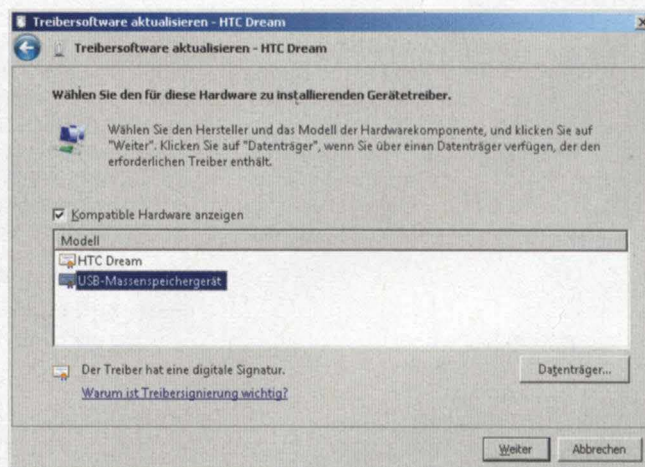 Treibersoftware aktualisieren - HTC Dream
Treibersoftware aktualisieren - HTC Dream
Wählen Sie den für diese Hardware zu installierenden Gerätetreiber.
Wählen Sie den Hersteller und das Modell der Hardwarekomponente, und klicken Sie auf
"Weiter". Klicken Sie auf "Datenträger", wenn Sie über einen Datenträger verfügen, der den
erforderlichen Treiber enthält.
Kompatible Hardware anzeigen
Modell
HTC Dream
USB-Massenspeichergerät
Der Treiber hat eine digitale Signatur.
Datenträger...
Warum ist Treibersignierung wichtig?
Weiter
Abbrechen